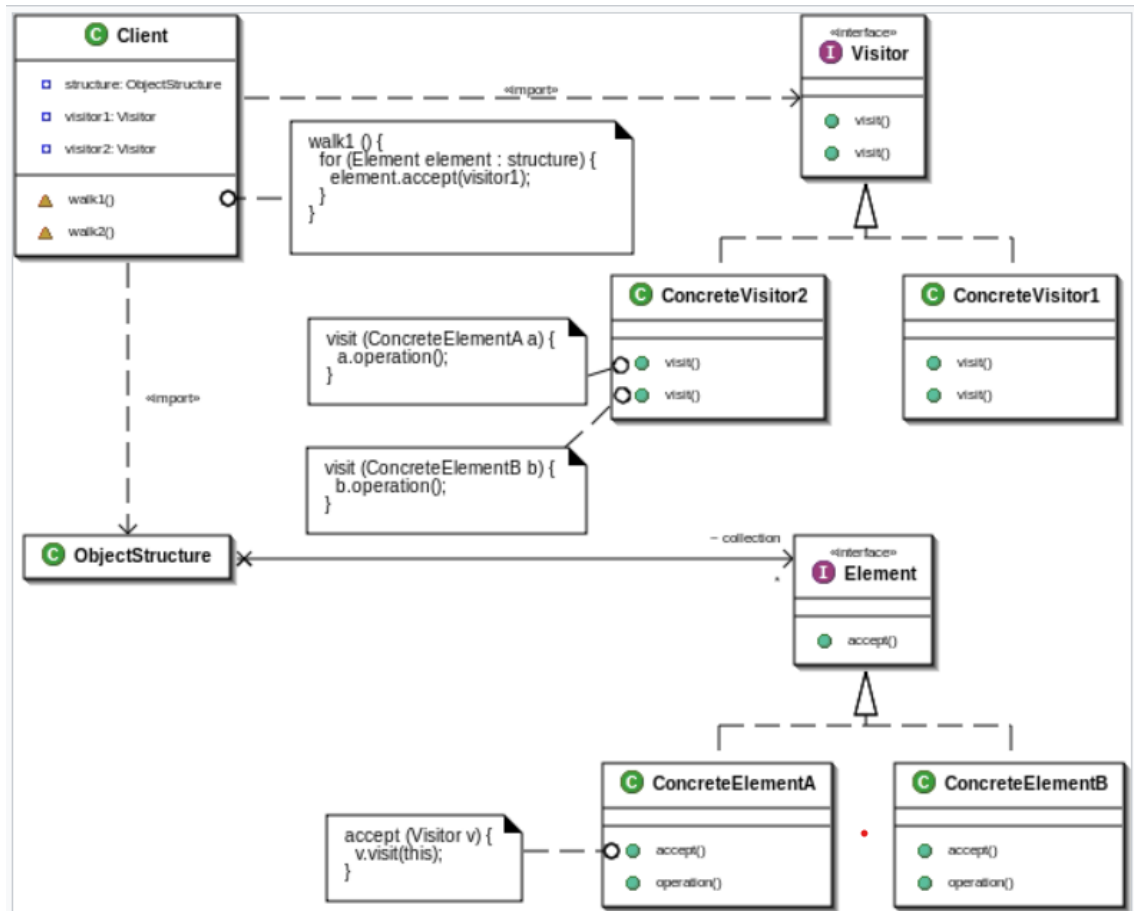 C Client
structure: ObjectStructure
visitor1: Visitor
visitor2: Visitor
walk1()
walk2()
«import»
walk1 () {
for (Element element : structure) {
element.accept(visitor1);
}
}
«interface»
I Visitor
visit()
visit()
C ConcreteVisitor2
visit()
visit()
C ConcreteVisitor1
visit()
visit()
visit (ConcreteElementA a) {
a.operation();
}
«import»
visit (ConcreteElementB b) {
b.operation();
}
C ObjectStructure
– collection
*
«interface»
I Element
accept()
C ConcreteElementA
accept()
operation()
C ConcreteElementB
accept()
operation()
accept (Visitor v) {
v.visit(this);
}